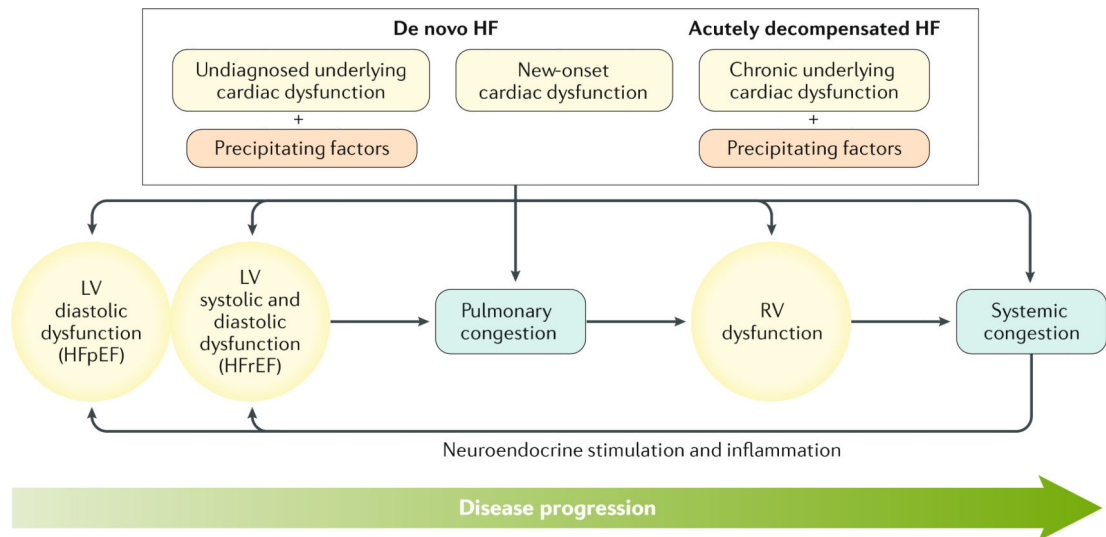 De novo HF
Acutely decompensated HF
Undiagnosed underlying
cardiac dysfunction
+
Precipitating factors
New-onset
cardiac dysfunction
Chronic underlying
cardiac dysfunction
+
Precipitating factors
LV
diastolic
dysfunction
(HFpEF)
LV
systolic and
diastolic
dysfunction
(HFrEF)
Pulmonary
congestion
RV
dysfunction
Systemic
congestion
Neuroendocrine stimulation and inflammation
Disease progression